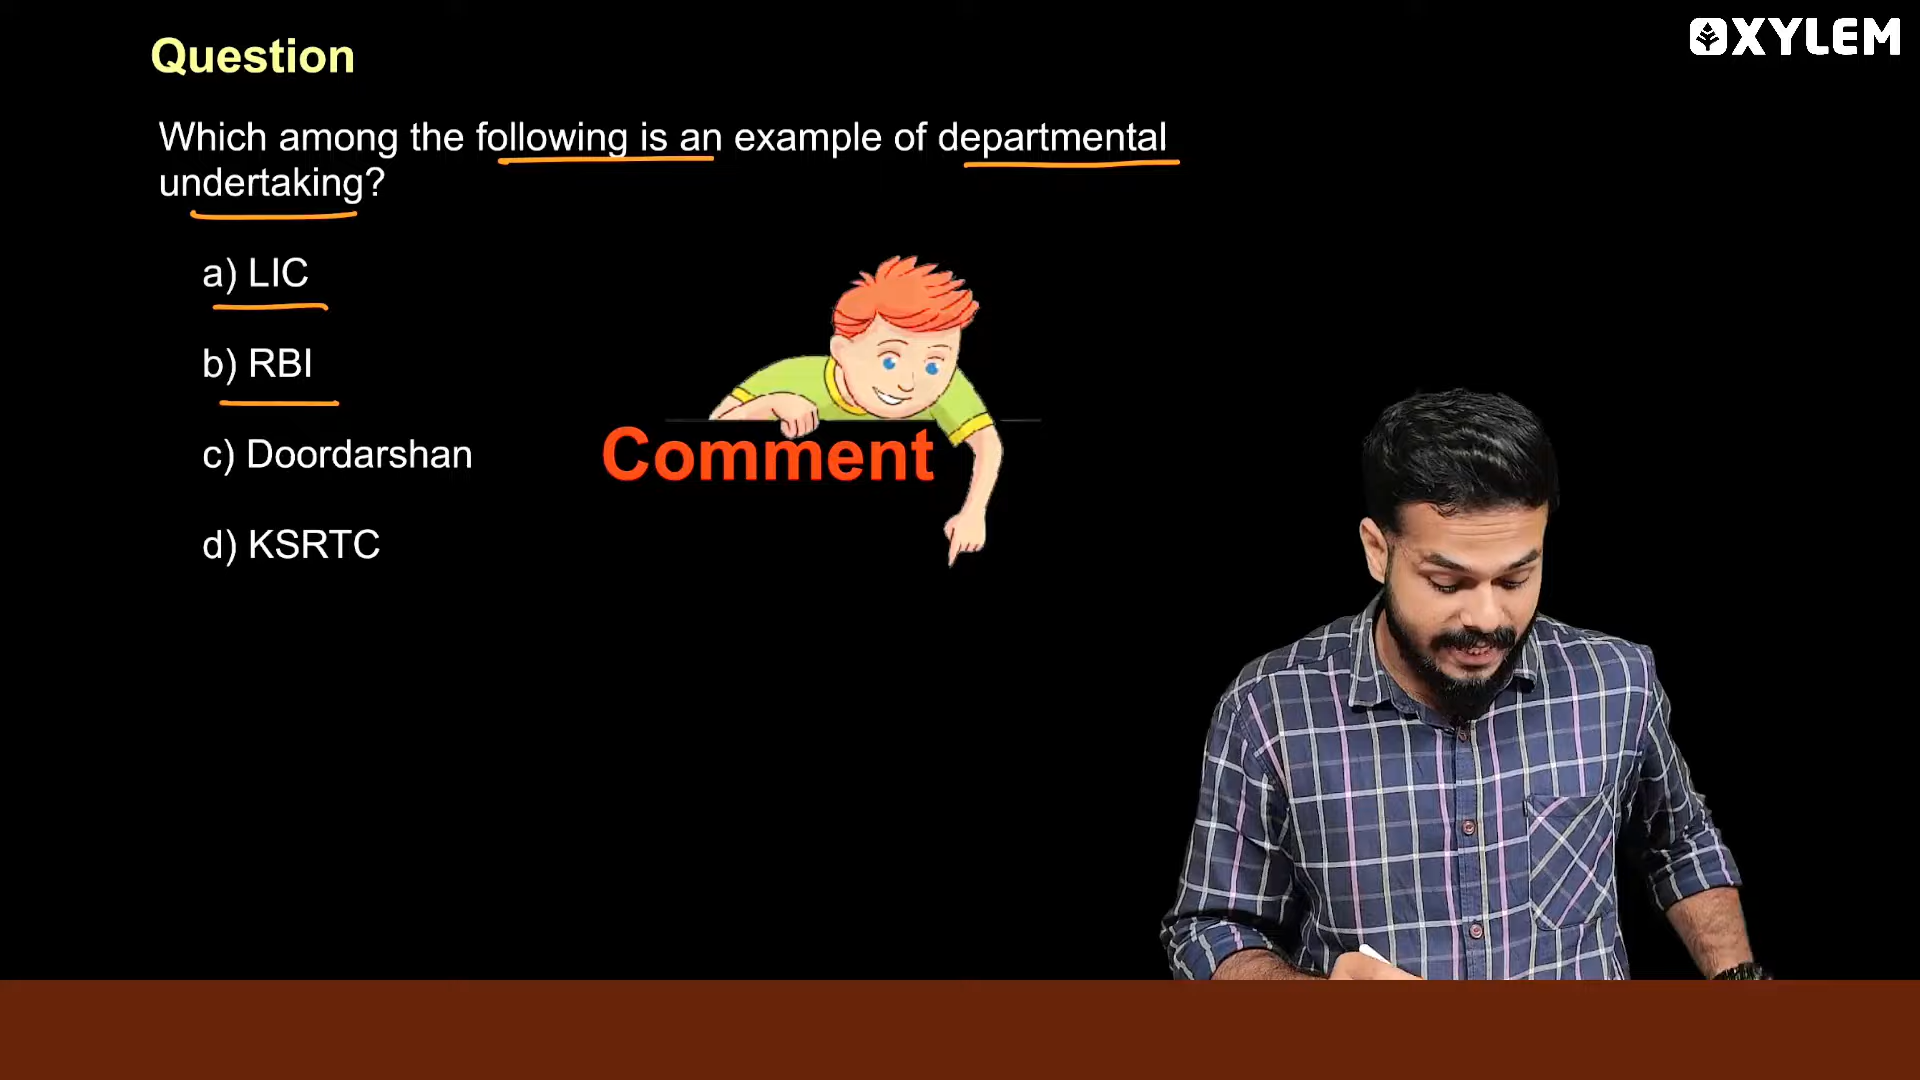 Question
XYLEM
Which among the following is an example of departmental
undertaking?
a) LIC
b) RBI
c) Doordarshan
d) KSRTC
Comment